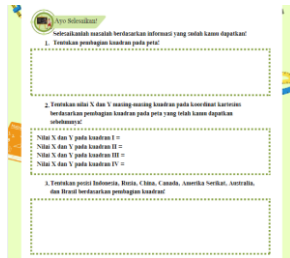 Ayo Selesaikan!
Selesaikanlah masalah berdasarkan informasi yang sudah kamu dapatkan!
1. Tentukan pembagian kuadran pada peta!
2. Tentukan nilai X dan Y masing-masing kuadran pada koordinat kartesius
berdasarkan pembagian kuadran pada peta yang telah kamu dapatkan
sebelumnya!
Nilai X dan Y pada kuadran I =
Nilai X dan Y pada kuadran II =
Nilai X dan Y pada kuadran III =
Nilai X dan Y pada kuadran IV =
3. Tentukan posisi Indonesia, Rusia, China, Canada, Amerika Serikat, Australia,
dan Brasil berdasarkan pembagian kuadran!